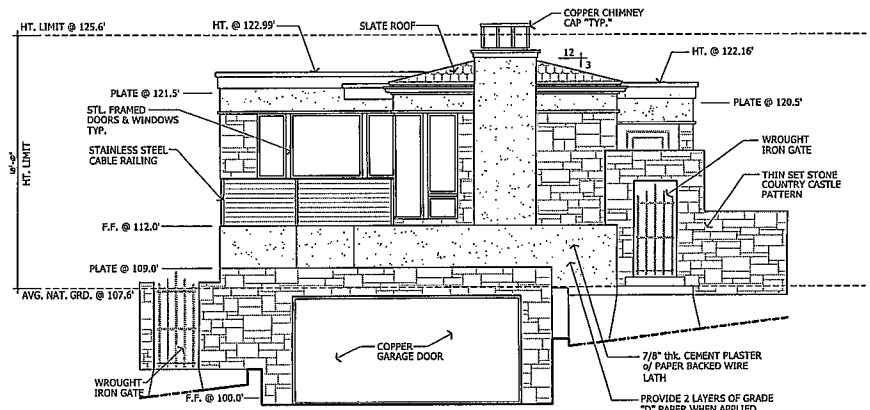 COPPER CHIMNEY
CAP "TYP."
HT. LIMIT @ 125.6'
HT. @ 122.99'
SLATE ROOF
12
3
HT. @ 122.16'
PLATE @ 121.5'
PLATE @ 120.5'
STL. FRAMED
DOORS & WINDOWS
TYP.
STAINLESS STEEL
CABLE RAILING
WROUGHT
IRON GATE
THIN SET STONE
COUNTRY CASTLE
PATTERN
HT. LIMIT
F.F. @ 112.0'
PLATE @ 109.0'
AVG. NAT. GRD. @ 107.6'
COPPER
GARAGE DOOR
7/8" thk. CEMENT PLASTER
o/ PAPER BACKED WIRE
LATH
WROUGHT
IRON GATE
F.F. @ 100.0'
PROVIDE 2 LAYERS OF GRADE
"D" PAPER WHEN APPLIED